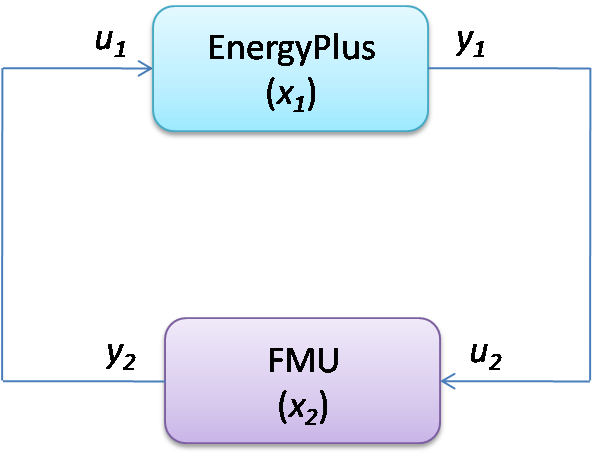 u1
EnergyPlus
(x1)
y1
y2
FMU
(x2)
u2